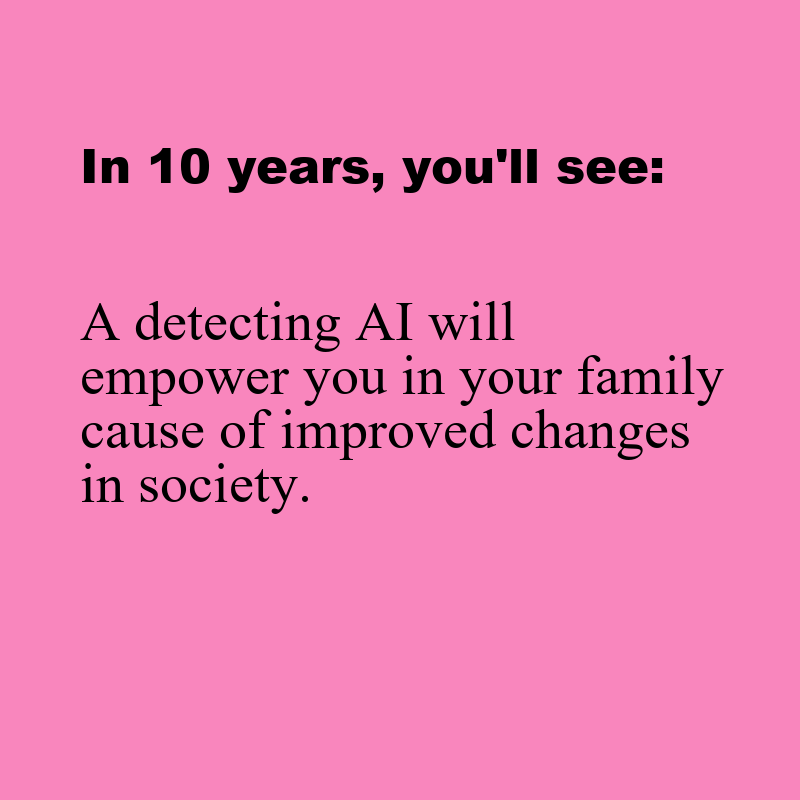 In 10 years, you'll see:
A detecting AI will
empower you in your family
cause of improved changes
in society.